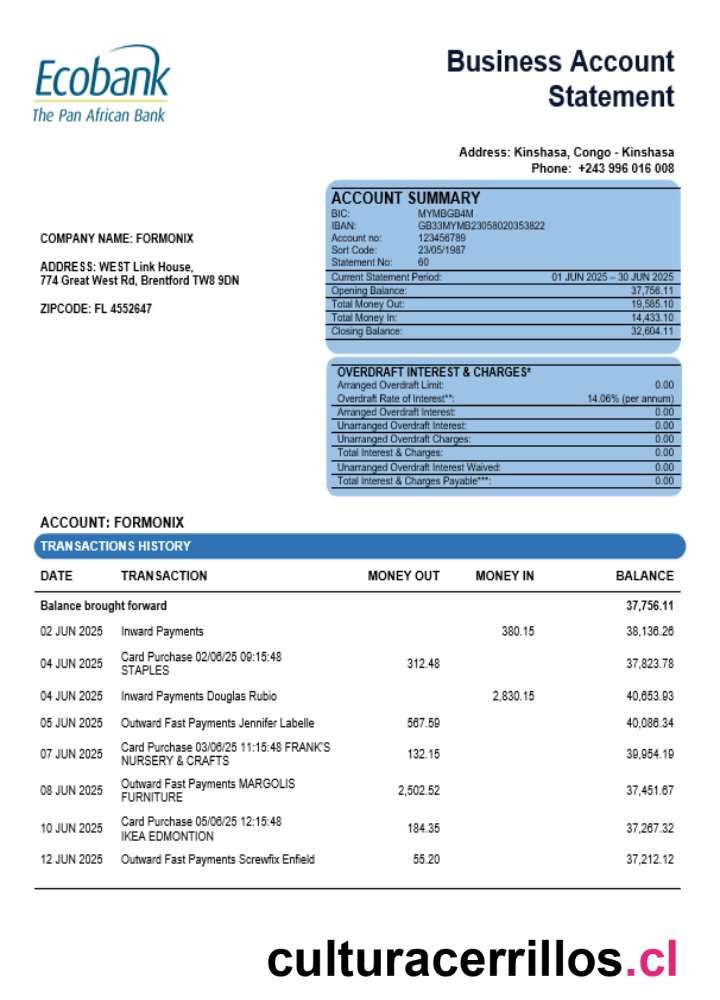 Ecobank
The Pan African Bank
Business Account
Statement
Address: Kinshasa, Congo - Kinshasa
Phone: +243 996 016 008
COMPANY NAME: FORMONIX
ADDRESS: WEST Link House,
774 Great West Rd, Brentford TW8 9DN
ZIPCODE: FL 4552647
ACCOUNT SUMMARY
BIC: MYMBGB4M
IBAN: GB33MYMB23058020353822
Account no: 123456789
Sort Code: 23/05/1987
Statement No: 60
Current Statement Period: 01 JUN 2025 – 30 JUN 2025
Opening Balance: 37,756.11
Total Money Out: 19,585.10
Total Money In: 14,433.10
Closing Balance: 32,604.11
OVERDRAFT INTEREST & CHARGES*
Arranged Overdraft Limit: 0.00
Overdraft Rate of Interest**: 14.06% (per annum)
Arranged Overdraft Interest: 0.00
Unarranged Overdraft Interest: 0.00
Unarranged Overdraft Charges: 0.00
Total Interest & Charges: 0.00
Unarranged Overdraft Interest Waived: 0.00
Total Interest & Charges Payable***: 0.00
ACCOUNT: FORMONIX
TRANSACTIONS HISTORY
DATE TRANSACTION MONEY OUT MONEY IN BALANCE
Balance brought forward 37,756.11
02 JUN 2025 Inward Payments 380.15 38,136.26
04 JUN 2025 Card Purchase 02/06/25 09:15:48 312.48 37,823.78
STAPLES
04 JUN 2025 Inward Payments Douglas Rubio 2,830.15 40,653.93
05 JUN 2025 Outward Fast Payments Jennifer Labelle 567.59 40,086.34
07 JUN 2025 Card Purchase 03/06/25 11:15:48 FRANK'S 132.15 39,954.19
NURSERY & CRAFTS
08 JUN 2025 Outward Fast Payments MARGOLIS 2,502.52 37,451.67
FURNITURE
10 JUN 2025 Card Purchase 05/06/25 12:15:48 184.35 37,267.32
IKEA EDMONTION
12 JUN 2025 Outward Fast Payments Screwfix Enfield 55.20 37,212.12
culturacerrillos.cl